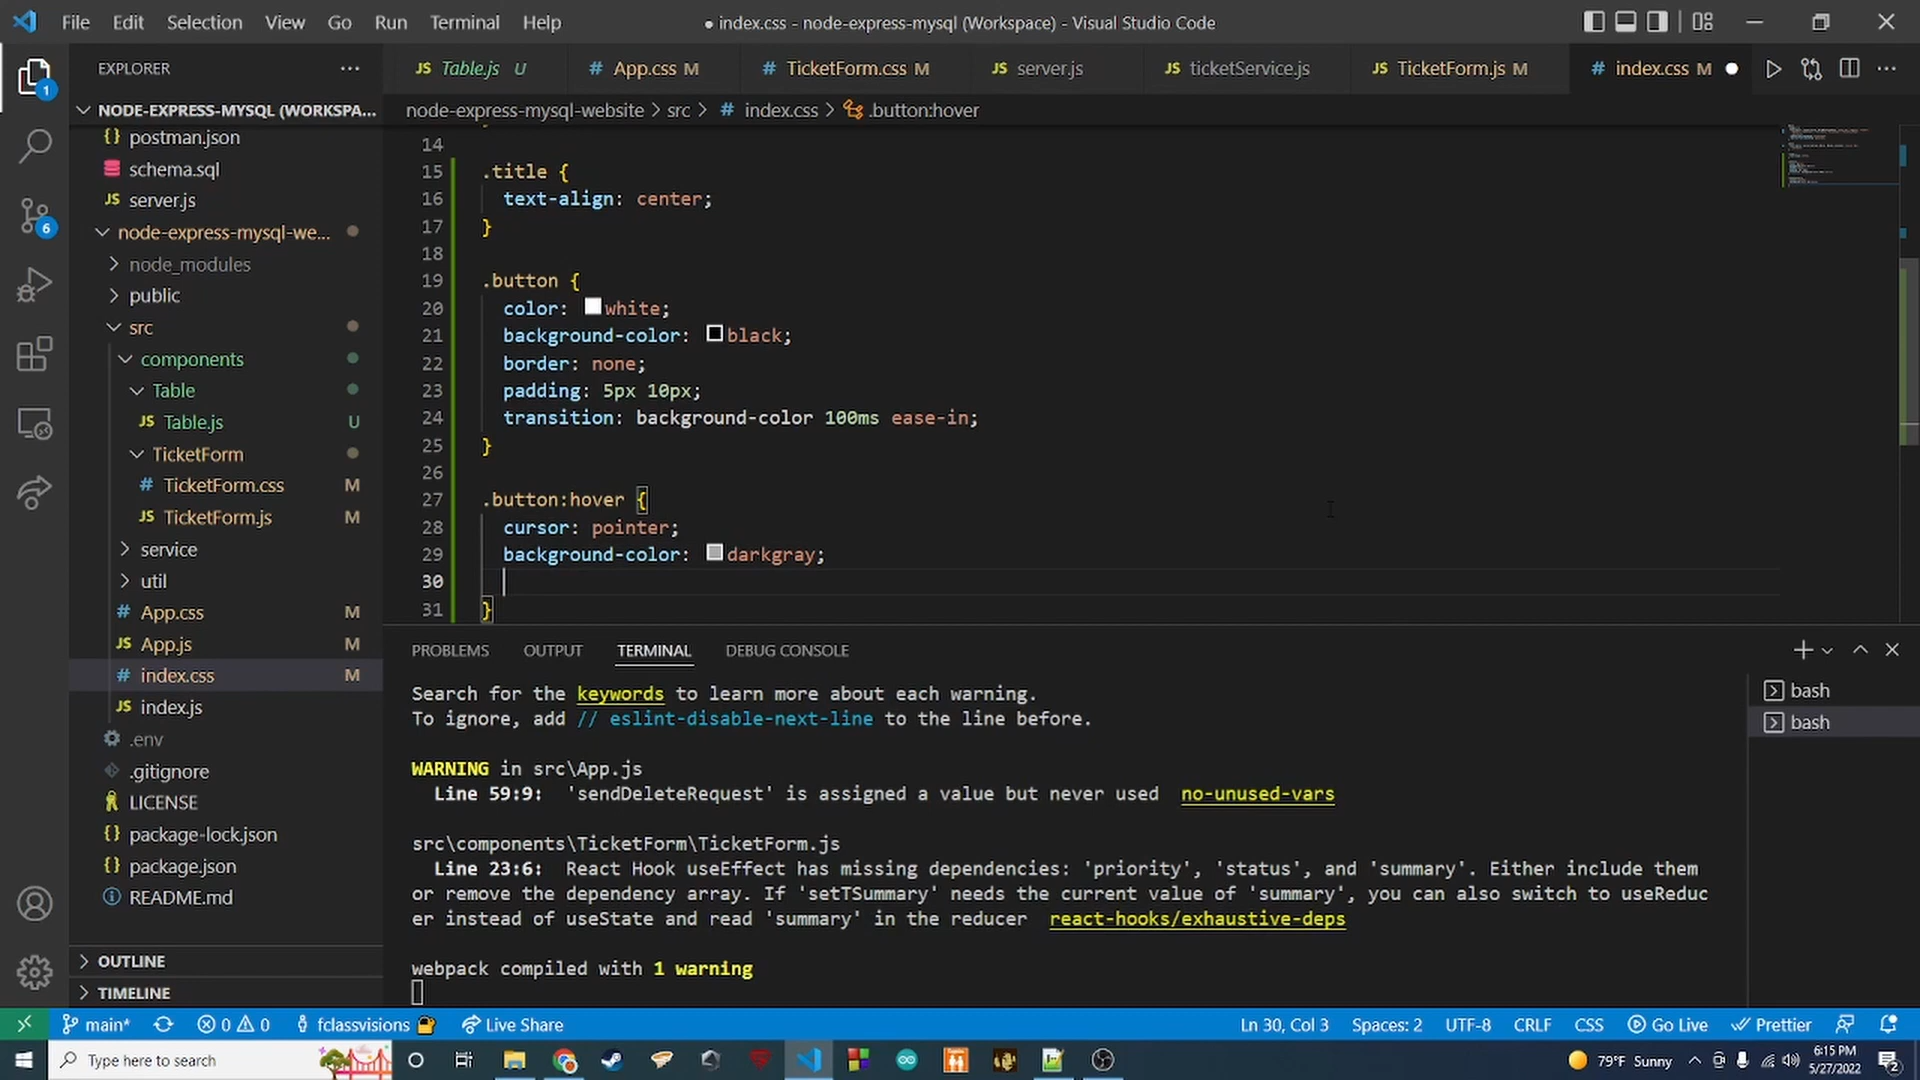 File Edit Selection View Go Run Terminal Help
● index.css - node-express-mysql (Workspace) - Visual Studio Code
EXPLORER
Table.js U
App.css M
TicketForm.css M
server.js
ticketService.js
TicketForm.js M
index.css M
NODE-EXPRESS-MYSQL (WORKSPA...
node-express-mysql-website > src > # index.css > .button:hover
postman.json
schema.sql
server.js
node-express-mysql-we...
node_modules
public
src
components
Table
Table.js U
TicketForm
TicketForm.css M
TicketForm.js M
service
util
App.css M
App.js M
index.css M
index.js
.env
.gitignore
LICENSE
package-lock.json
package.json
README.md
OUTLINE
TIMELINE
1
6
14
15 .title {
16 text-align: center;
17 }
18
19 .button {
20 color: white;
21 background-color: black;
22 border: none;
23 padding: 5px 10px;
24 transition: background-color 100ms ease-in;
25 }
26
27 .button:hover {
28 cursor: pointer;
29 background-color: darkgray;
30
31 }
PROBLEMS OUTPUT TERMINAL DEBUG CONSOLE
bash
bash
Search for the keywords to learn more about each warning.
To ignore, add // eslint-disable-next-line to the line before.
WARNING in src\App.js
Line 59:9: 'sendDeleteRequest' is assigned a value but never used no-unused-vars
src\components\TicketForm\TicketForm.js
Line 23:6: React Hook useEffect has missing dependencies: 'priority', 'status', and 'summary'. Either include them
or remove the dependency array. If 'setTSummary' needs the current value of 'summary', you can also switch to useReduc
er instead of useState and read 'summary' in the reducer react-hooks/exhaustive-deps
webpack compiled with 1 warning
main* 0 0 fclassvisions Live Share Ln 30, Col 3 Spaces: 2 UTF-8 CRLF CSS Go Live Prettier
Type here to search
79°F Sunny
6:15 PM
5/27/2022
2